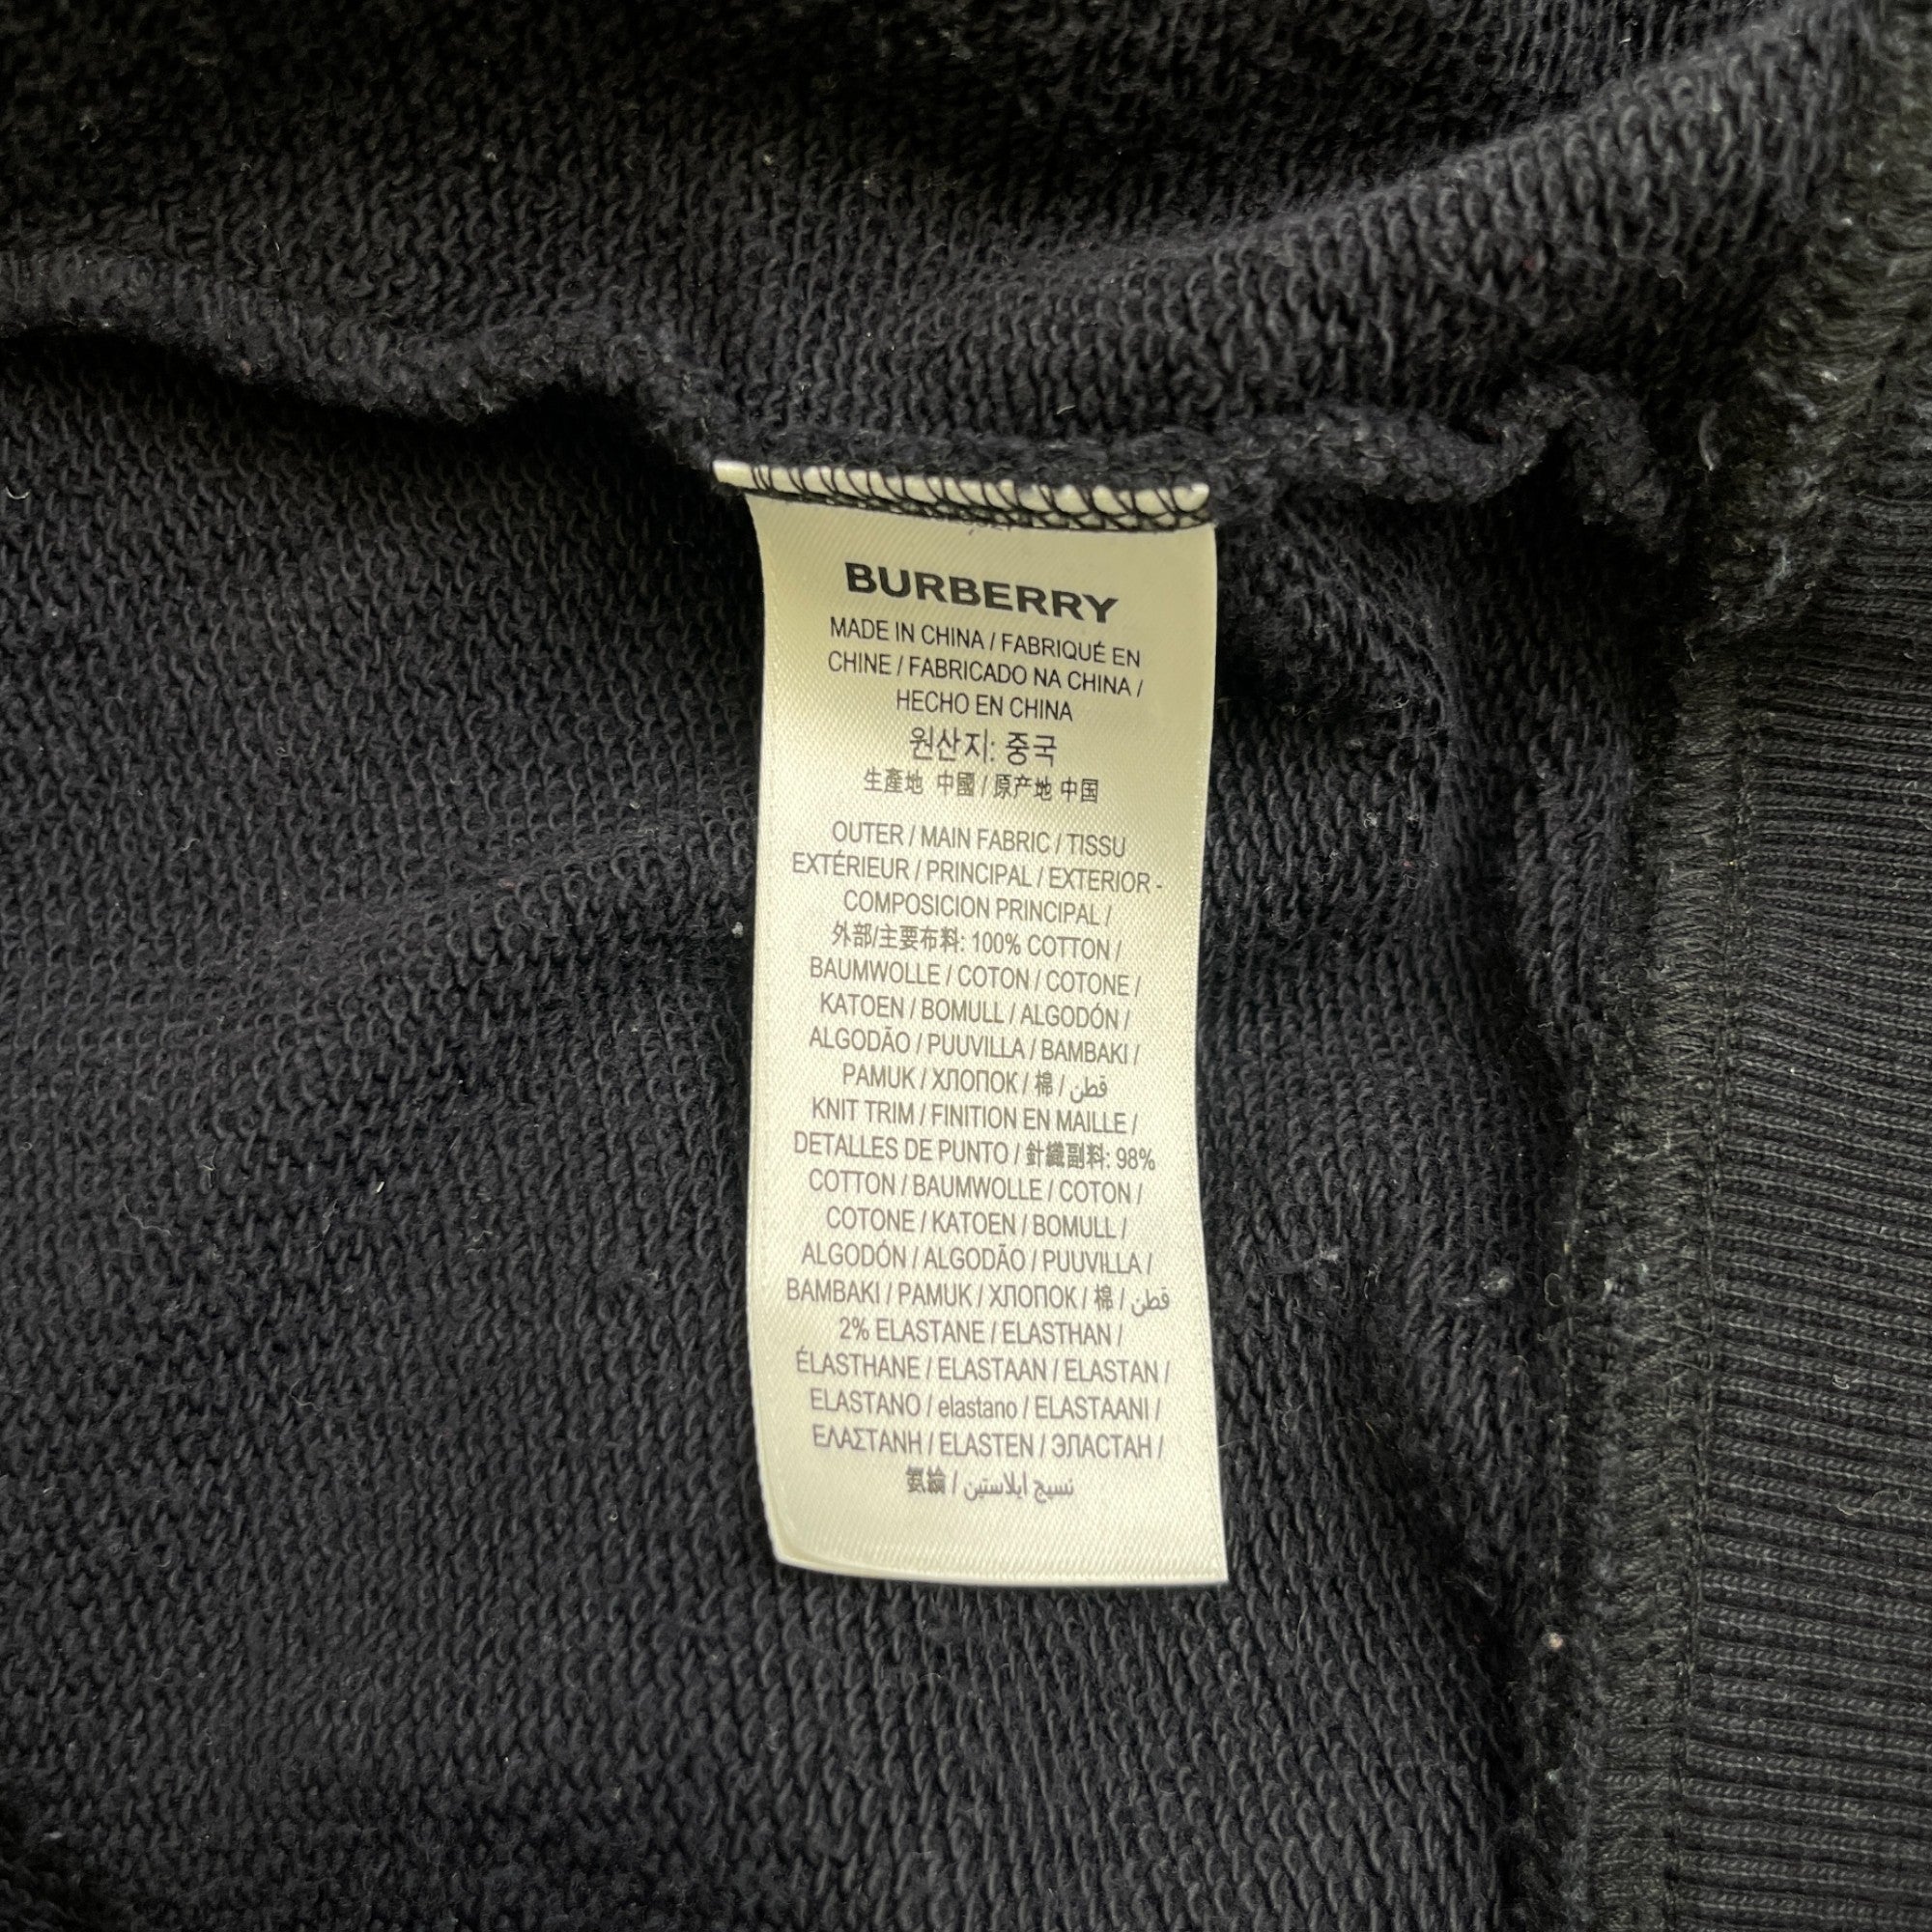 BURBERRY
MADE IN CHINA / FABRIQUÉ EN
CHINE / FABRICADO NA CHINA /
HECHO EN CHINA
원산지: 중국
生產地 中國 / 原产地 中国
OUTER / MAIN FABRIC / TISSU
EXTÉRIEUR / PRINCIPAL / EXTERIOR -
COMPOSICION PRINCIPAL /
外部/主要布料: 100% COTTON /
BAUMWOLLE / COTON / COTONE /
KATOEN / BOMULL / ALGODÓN /
ALGODÃO / PUUVILLA / BAMBAKI /
PAMUK / ХЛОПОК / 棉 / قطن
KNIT TRIM / FINITION EN MAILLE /
DETALLES DE PUNTO / 針織副料: 98%
COTTON / BAUMWOLLE / COTON /
COTONE / KATOEN / BOMULL /
ALGODÓN / ALGODÃO / PUUVILLA /
BAMBAKI / PAMUK / ХЛОПОК / 棉 / قطن
2% ELASTANE / ELASTHAN /
ÉLASTHANE / ELASTAAN / ELASTAN /
ELASTANO / elastano / ELASTAANI /
ΕΛΑΣΤΑΝΗ / ELASTEN / ЭПАСТАН /
氨綸 / نسيج ايلاستين